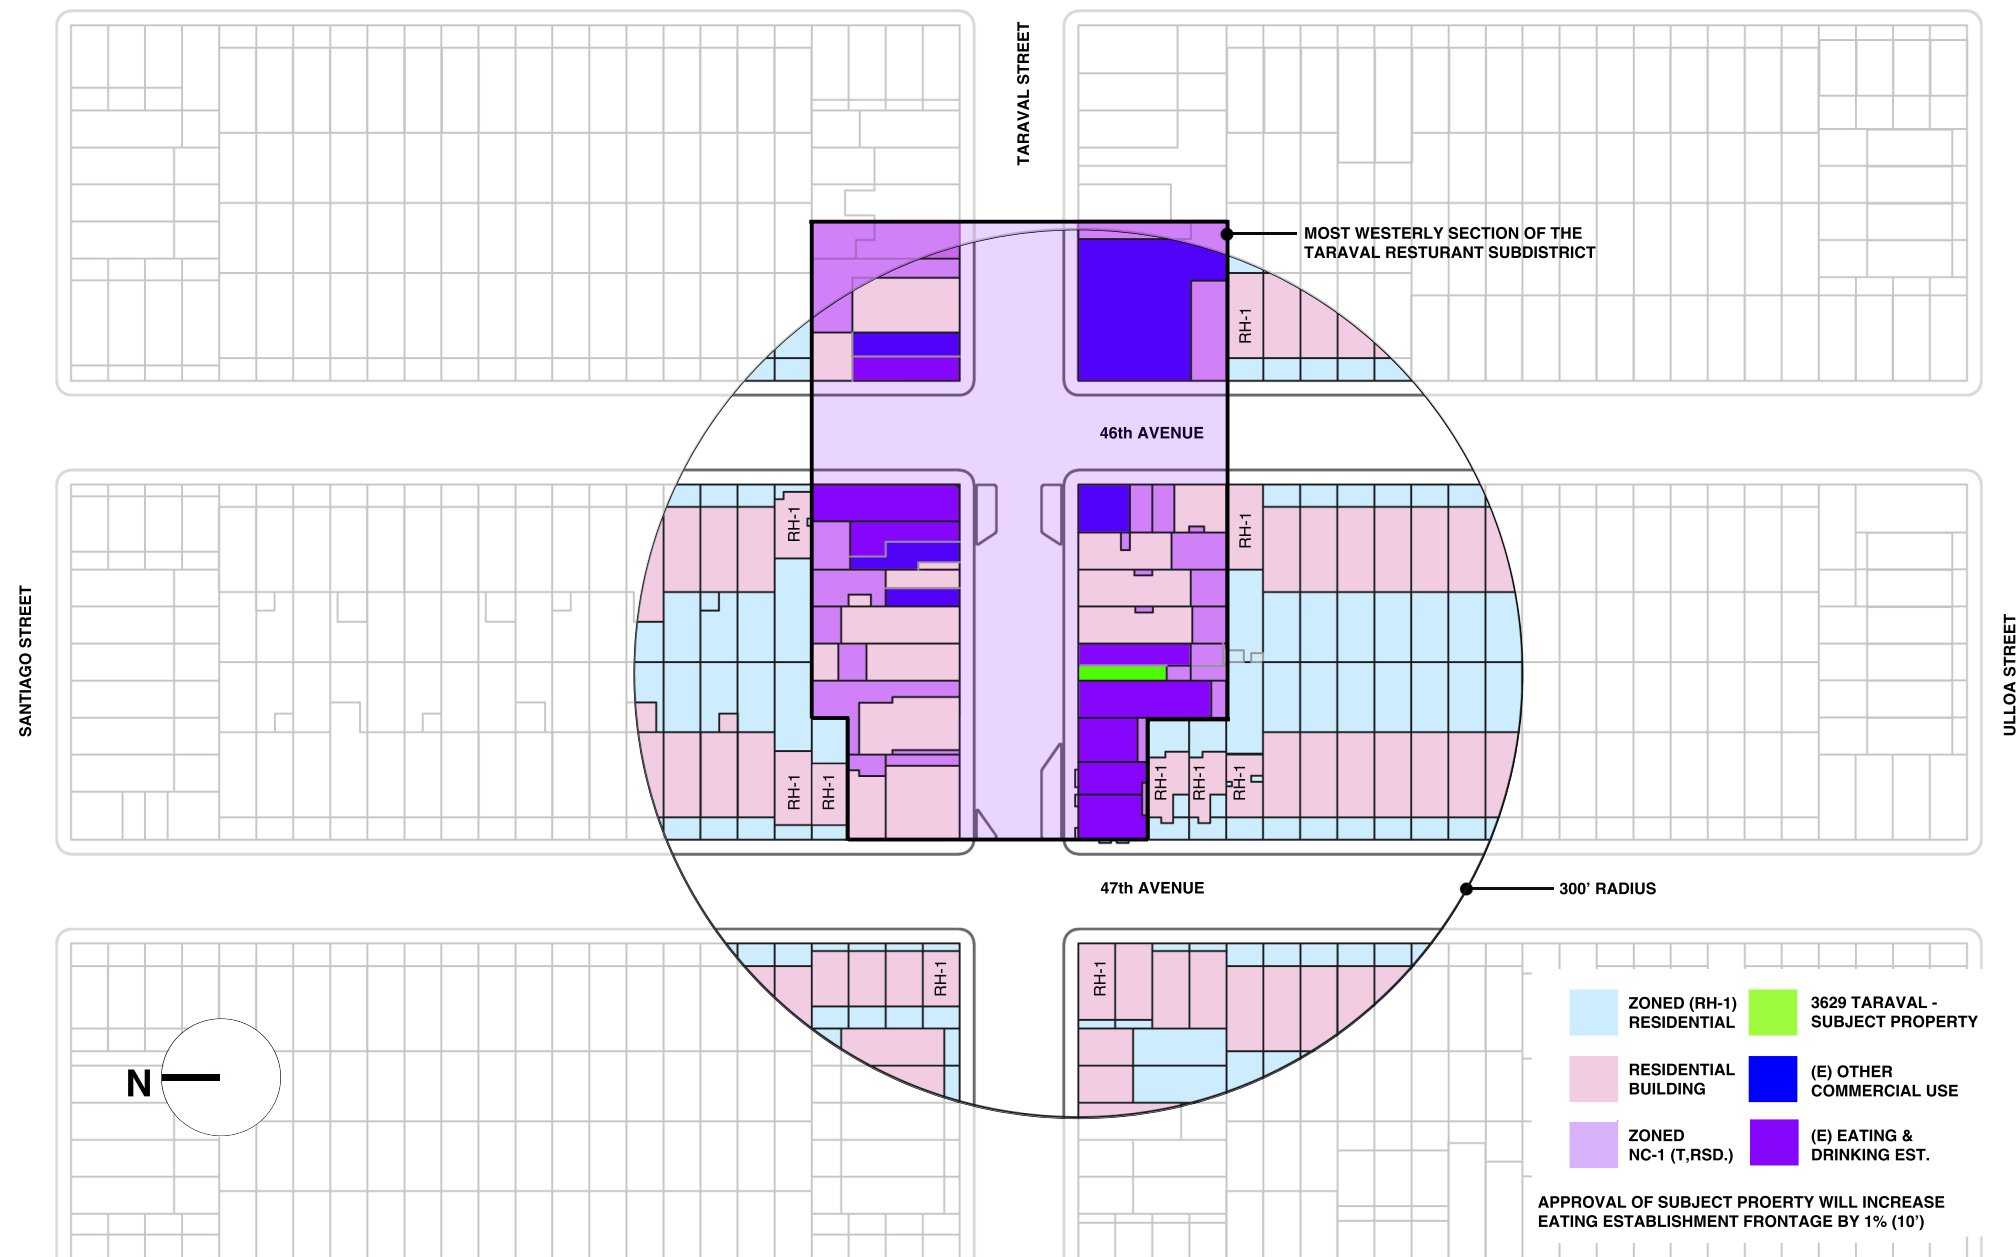 TARAVAL STREET
MOST WESTERLY SECTION OF THE
TARAVAL RESTURANT SUBDISTRICT
RH-1
46th AVENUE
RH-1
RH-1
SANTIAGO STREET
ULLOA STREET
RH-1
RH-1
RH-1
RH-1
RH-1
47th AVENUE
300’ RADIUS
RH-1
RH-1
N
ZONED (RH-1)
RESIDENTIAL
3629 TARAVAL -
SUBJECT PROPERTY
RESIDENTIAL
BUILDING
(E) OTHER
COMMERCIAL USE
ZONED
NC-1 (T,RSD.)
(E) EATING &
DRINKING EST.
APPROVAL OF SUBJECT PROERTY WILL INCREASE
EATING ESTABLISHMENT FRONTAGE BY 1% (10’)